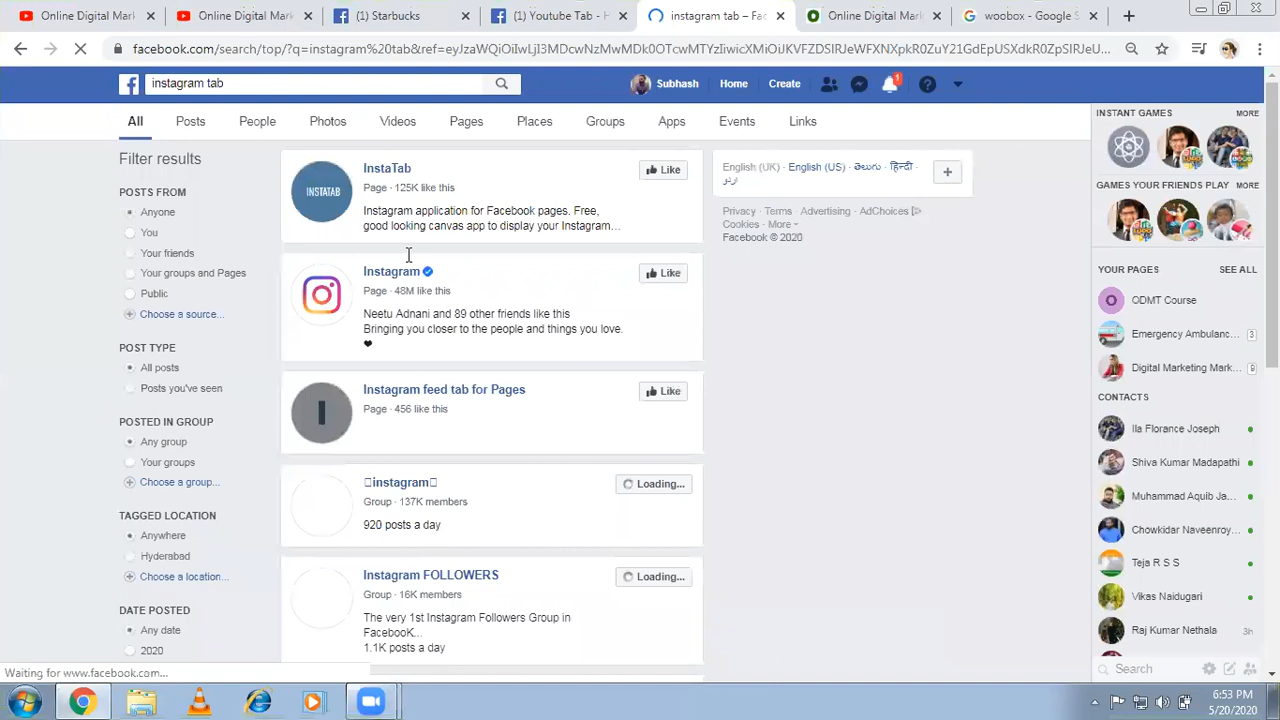 Online Digital Mark
Online Digital Mark
(1) Starbucks
(1) Youtube Tab - H
instagram tab – Fac
Online Digital Mark
woobox - Google S
facebook.com/search/top/?q=instagram%20tab&ref=
instagram tab
Subhash
Home
Create
1
All
Posts
People
Photos
Videos
Pages
Places
Groups
Apps
Events
Links
Filter results
POSTS FROM
Anyone
You
Your friends
Your groups and Pages
Public
Choose a source...
POST TYPE
All posts
Posts you've seen
POSTED IN GROUP
Any group
Your groups
Choose a group...
TAGGED LOCATION
Anywhere
Hyderabad
Choose a location...
DATE POSTED
Any date
2020
INSTATAB
InstaTab
Page · 125K like this
Instagram application for Facebook pages. Free,
good looking canvas app to display your Instagram...
Like
Instagram
Page · 48M like this
Neetu Adnani and 89 other friends like this
Bringing you closer to the people and things you love.
❤
Like
I
Instagram feed tab for Pages
Page · 456 like this
Like
instagram
Group · 137K members
920 posts a day
Loading...
Instagram FOLLOWERS
Group · 16K members
The very 1st Instagram Followers Group in
FacebooK...
1.1K posts a day
Loading...
English (UK) · English (US) · తెలుగు · हिन्दी ·
اردو
Privacy · Terms · Advertising · AdChoices
Cookies · More
Facebook © 2020
INSTANT GAMES
MORE
GAMES YOUR FRIENDS PLAY
MORE
YOUR PAGES
SEE ALL
O
ODMT Course
Emergency Ambulanc...
3
Digital Marketing Mark...
9
CONTACTS
Ila Florance Joseph
Shiva Kumar Madapathi
Muhammad Aquib Ja...
Chowkidar Naveenroy...
Teja R S S
Vikas Naidugari
Raj Kumar Nethala
3h
Search
Waiting for www.facebook.com...
6:53 PM
5/20/2020